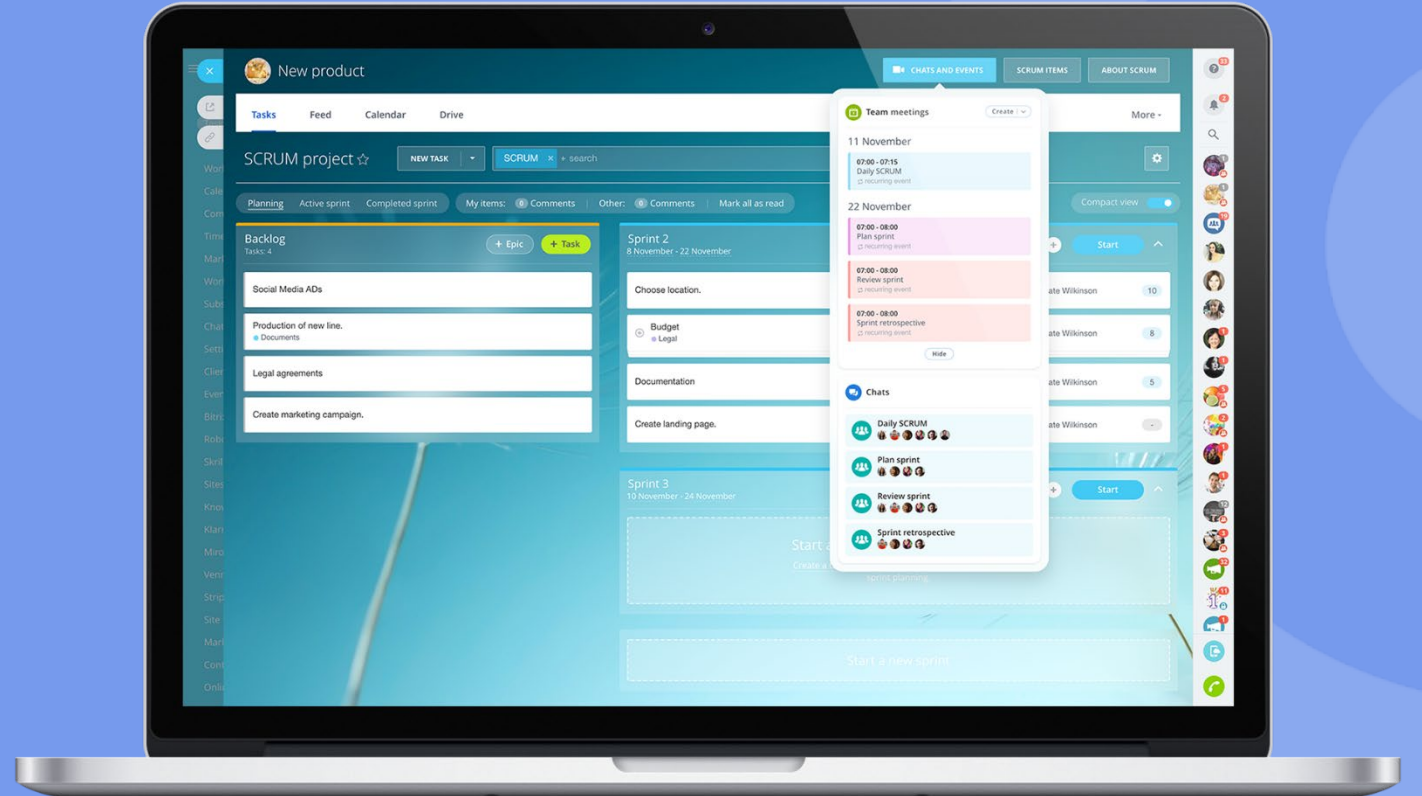 New product
CHATS AND EVENTS
SCRUM ITEMS
ABOUT SCRUM
Tasks Feed Calendar Drive
More
SCRUM project
NEW TASK
SCRUM × + search
Planning Active sprint Completed sprint My items: 0 Comments Other: 0 Comments Mark all as read
Compact view
Backlog
Tasks: 4
+ Epic
+ Task
Social Media ADs
Production of new line.
Documents
Legal agreements
Create marketing campaign.
Sprint 2
8 November - 22 November
+ Start
Choose location.
Wilkinson 10
Budget
Legal
Wilkinson 8
Documentation
Wilkinson 5
Create landing page.
Wilkinson -
Sprint 3
10 November - 24 November
+ Start
Start a
Create a
sprint planning
Start a new sprint
Team meetings
Create
11 November
07:00 - 07:15
Daily SCRUM
recurring event
22 November
07:00 - 08:00
Plan sprint
recurring event
07:00 - 08:00
Review sprint
recurring event
07:00 - 08:00
Sprint retrospective
recurring event
Hide
Chats
Daily SCRUM
Plan sprint
Review sprint
Sprint retrospective